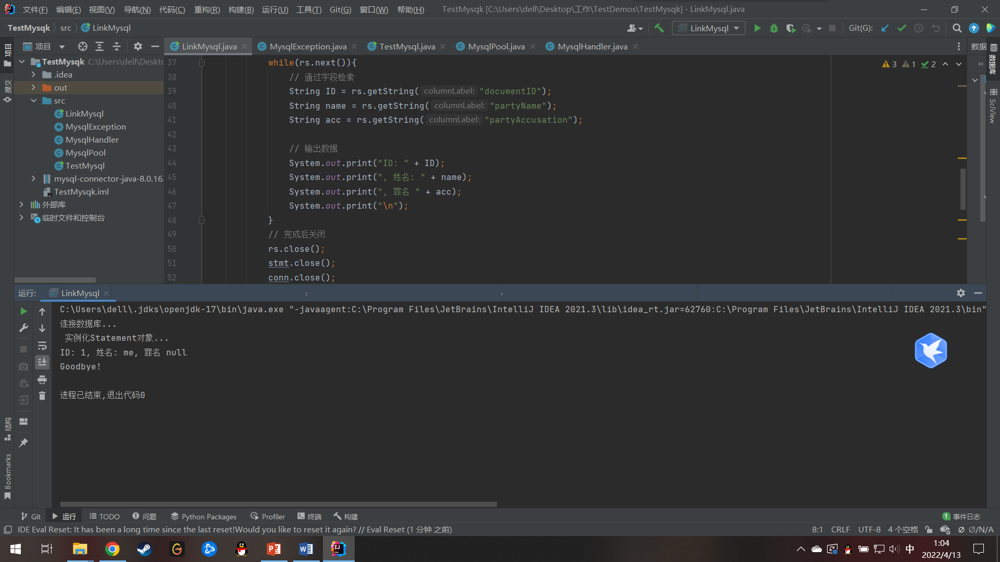 文件(F) 编辑(E) 视图(V) 导航(N) 代码(C) 重构(R) 构建(B) 运行(U) 工具(T) Git(G) 窗口(W) 帮助(H) TestMysqk [C:\Users\dell\Desktop\工作\TestDemos\TestMysqk] - LinkMysql.java
TestMysqk src LinkMysql LinkMysql Git(G):
项目 LinkMysql.java MysqlException.java TestMysql.java MysqlPool.java MysqlHandler.java 数据
项目
提交
TestMysqk C:\Users\dell\Deskto
.idea
out
src
LinkMysql
MysqlException
MysqlHandler
MysqlPool
TestMysql
mysql-connector-java-8.0.16.
TestMysqk.iml
外部库
临时文件和控制台
3 1 2
37 while(rs.next()){
38 // 通过字段检索
39 String ID = rs.getString( columnLabel: "documentID");
40 String name = rs.getString( columnLabel: "partyName");
41 String acc = rs.getString( columnLabel: "partyAccusation");
42
43 // 输出数据
44 System.out.print("ID: " + ID);
45 System.out.print(", 姓名: " + name);
46 System.out.print(", 罪名 " + acc);
47 System.out.print("\n");
48 }
49 // 完成后关闭
50 rs.close();
51 stmt.close();
52 conn.close();
数据库
SciView
运行: LinkMysql
C:\Users\dell\.jdks\openjdk-17\bin\java.exe "-javaagent:C:\Program Files\JetBrains\IntelliJ IDEA 2021.3\lib\idea_rt.jar=62760:C:\Program Files\JetBrains\IntelliJ IDEA 2021.3\bin"
连接数据库...
实例化Statement对象...
ID: 1, 姓名: me, 罪名 null
Goodbye!
进程已结束,退出代码0
结构
Bookmarks
Git 运行 TODO 问题 Python Packages Profiler 终端 构建 1 事件日志
IDE Eval Reset: It has been a long time since the last reset!Would you like to reset it again? // Eval Reset (1 分钟 之前) 8:1 CRLF UTF-8 4 个空格 ∅/N/A
中 1:04
2022/4/13